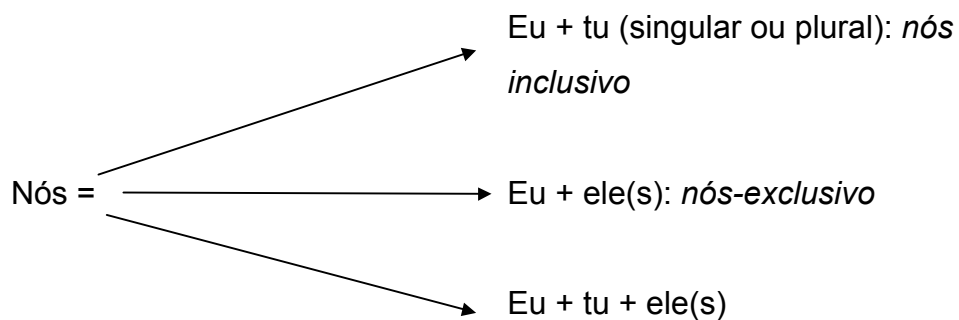 Eu + tu (singular ou plural): nós
inclusivo
Nós =
Eu + ele(s): nós-exclusivo
Eu + tu + ele(s)